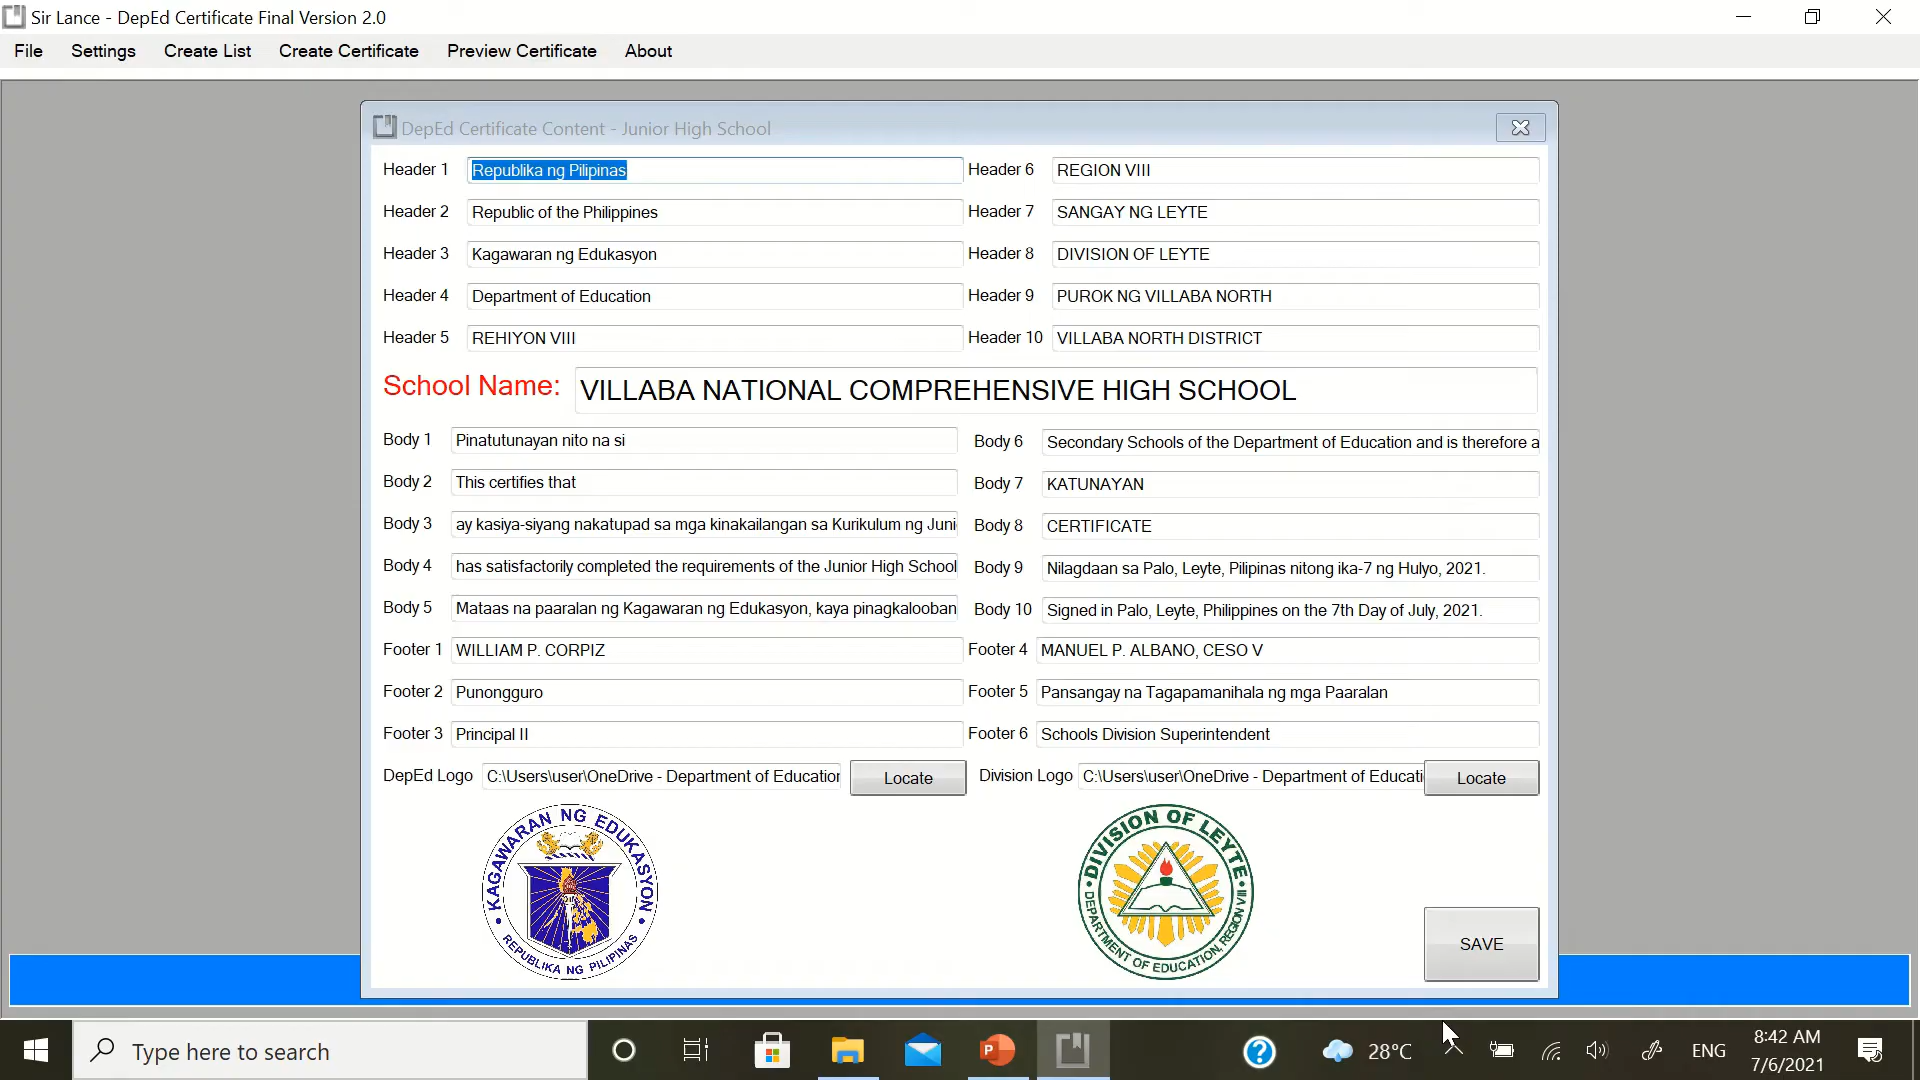 Sir Lance - DepEd Certificate Final Version 2.0
File Settings Create List Create Certificate Preview Certificate About
DepEd Certificate Content - Junior High School
Header 1 Republika ng Pilipinas Header 6 REGION VIII
Header 2 Republic of the Philippines Header 7 SANGAY NG LEYTE
Header 3 Kagawaran ng Edukasyon Header 8 DIVISION OF LEYTE
Header 4 Department of Education Header 9 PUROK NG VILLABA NORTH
Header 5 REHIYON VIII Header 10 VILLABA NORTH DISTRICT
School Name: VILLABA NATIONAL COMPREHENSIVE HIGH SCHOOL
Body 1 Pinatutunayan nito na si Body 6 Secondary Schools of the Department of Education and is therefore a
Body 2 This certifies that Body 7 KATUNAYAN
Body 3 ay kasiya-siyang nakatupad sa mga kinakailangan sa Kurikulum ng Juni Body 8 CERTIFICATE
Body 4 has satisfactorily completed the requirements of the Junior High School Body 9 Nilagdaan sa Palo, Leyte, Pilipinas nitong ika-7 ng Hulyo, 2021.
Body 5 Mataas na paaralan ng Kagawaran ng Edukasyon, kaya pinagkalooban Body 10 Signed in Palo, Leyte, Philippines on the 7th Day of July, 2021.
Footer 1 WILLIAM P. CORPIZ Footer 4 MANUEL P. ALBANO, CESO V
Footer 2 Punongguro Footer 5 Pansangay na Tagapamanihala ng mga Paaralan
Footer 3 Principal II Footer 6 Schools Division Superintendent
DepEd Logo C:\Users\user\OneDrive - Department of Education Locate Division Logo C:\Users\user\OneDrive - Department of Educati Locate
KAGAWARAN NG EDUKASYON
REPUBLIKA NG PILIPINAS
DIVISION OF LEYTE
DEPARTMENT OF EDUCATION, REGION VIII
SAVE
Type here to search
28°C ENG 8:42 AM
7/6/2021